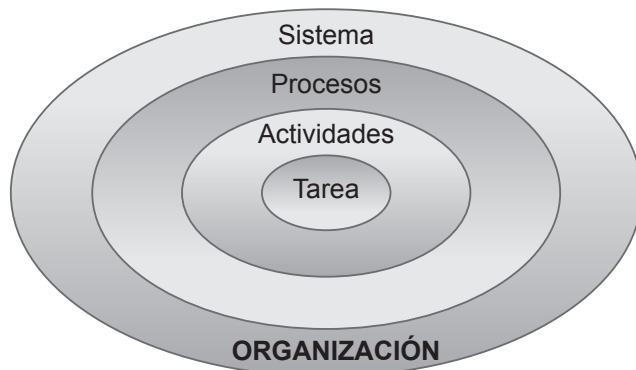 Sistema
Procesos
Actividades
Tarea
ORGANIZACIÓN